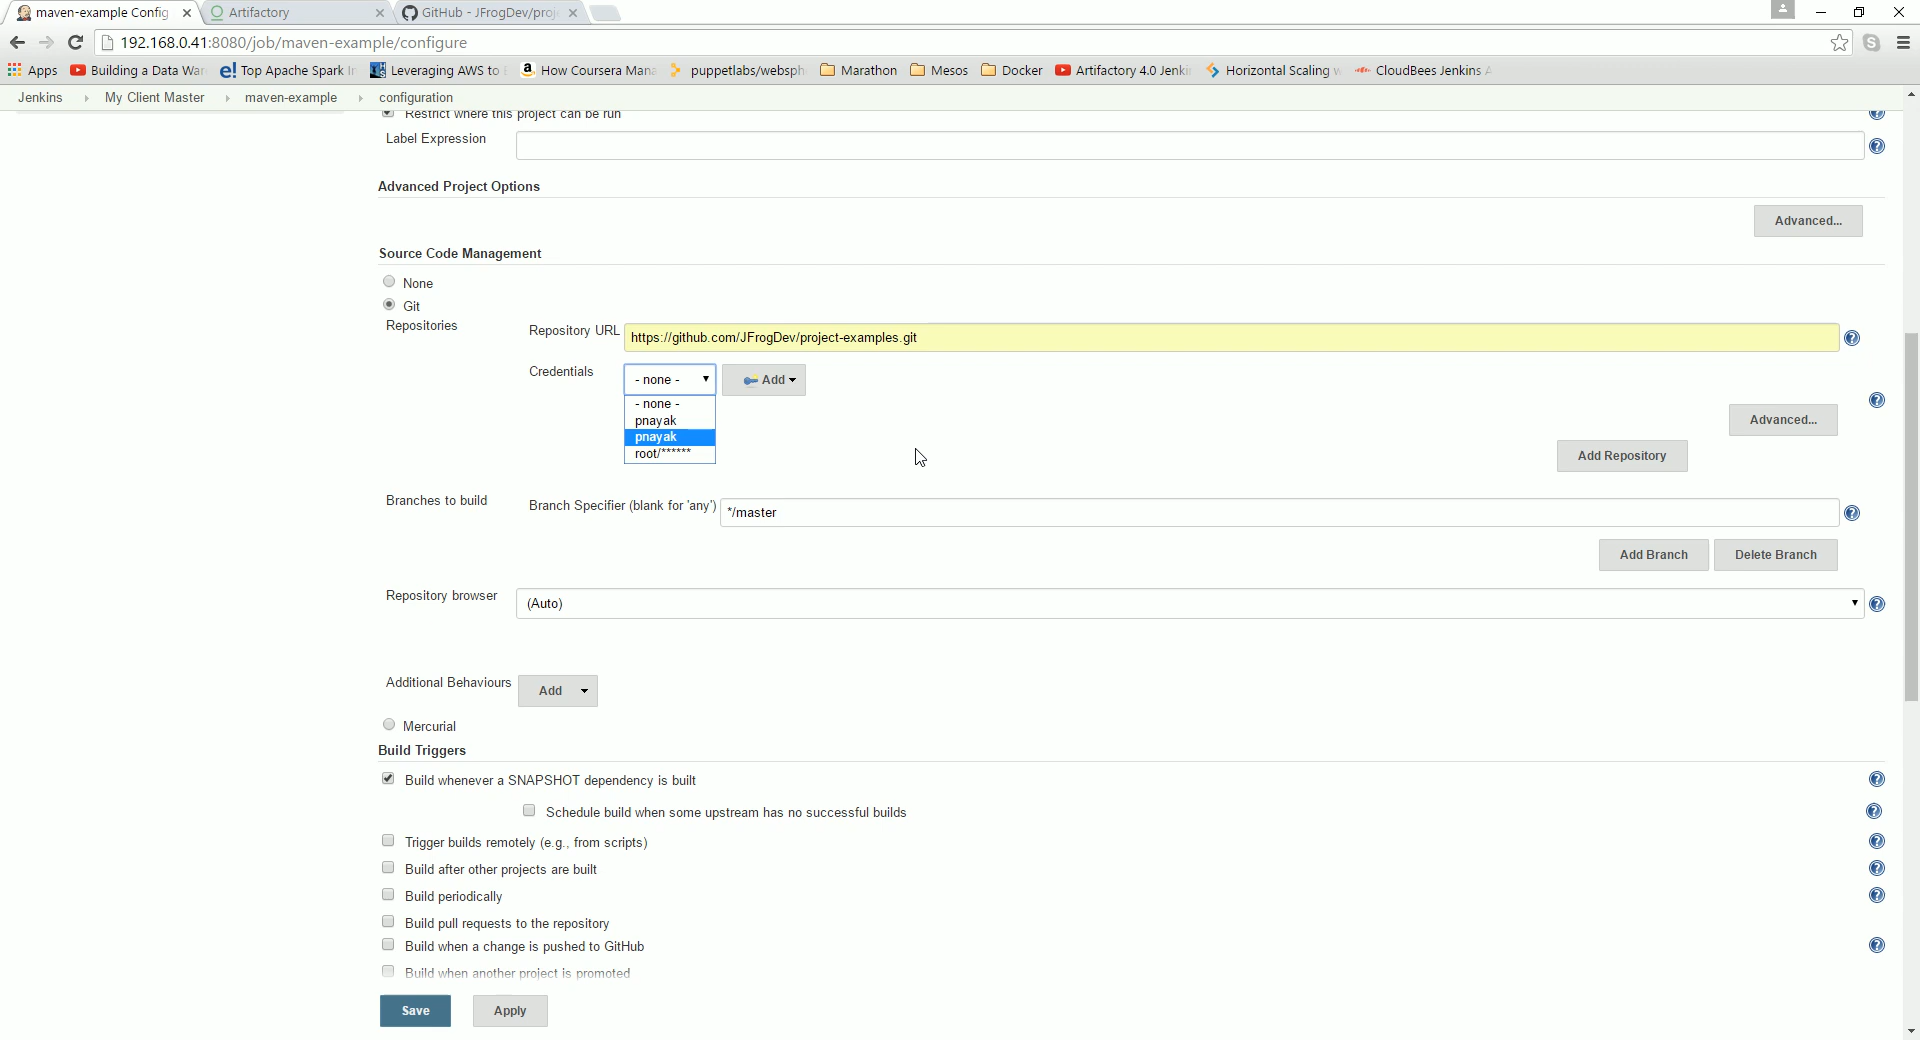 maven-example Config
Artifactory
GitHub - JFrogDev/proj
192.168.0.41:8080/job/maven-example/configure
Apps
Building a Data War
Top Apache Spark In
Leveraging AWS to
How Coursera Mana
puppetlabs/websph
Marathon
Mesos
Docker
Artifactory 4.0 Jenki
Horizontal Scaling w
CloudBees Jenkins A
Jenkins
My Client Master
maven-example
configuration
Restrict where this project can be run
Label Expression
Advanced Project Options
Advanced...
Source Code Management
None
Git
Repositories
Repository URL
https://github.com/JFrogDev/project-examples.git
Credentials
- none -
Add
- none -
pnayak
pnayak
root/******
Advanced...
Add Repository
Branches to build
Branch Specifier (blank for 'any')
*/master
Add Branch
Delete Branch
Repository browser
(Auto)
Additional Behaviours
Add
Mercurial
Build Triggers
Build whenever a SNAPSHOT dependency is built
Schedule build when some upstream has no successful builds
Trigger builds remotely (e.g., from scripts)
Build after other projects are built
Build periodically
Build pull requests to the repository
Build when a change is pushed to GitHub
Build when another project is promoted
Save
Apply